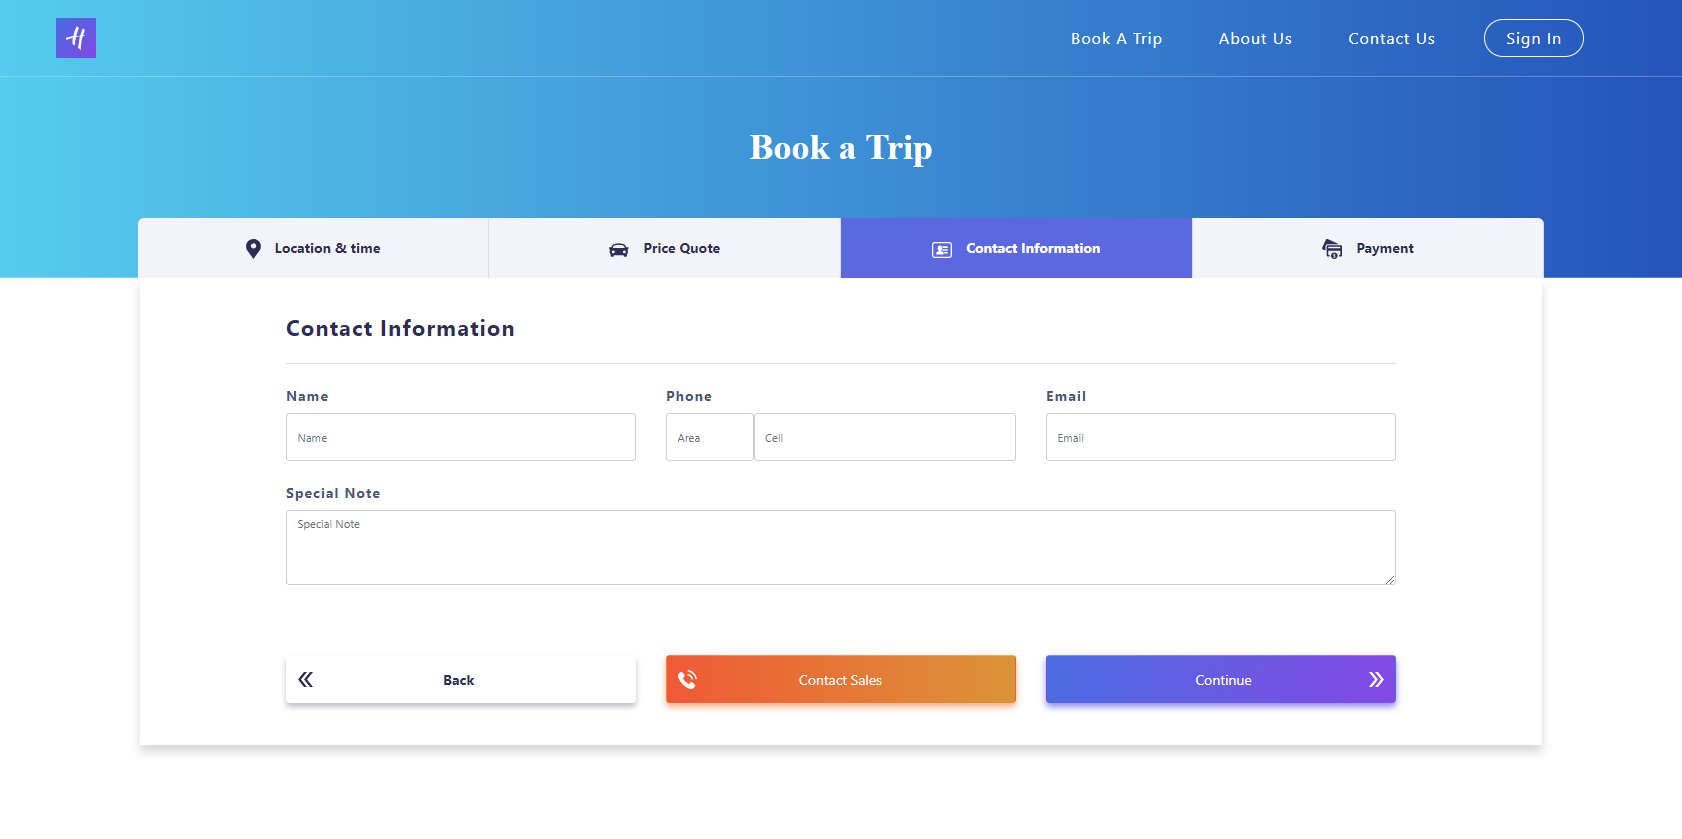 H
Book A Trip About Us Contact Us Sign In
Book a Trip
Location & time Price Quote Contact Information Payment
Contact Information
Name Phone Email
Name Area Cell Email
Special Note
Special Note
Back Contact Sales Continue